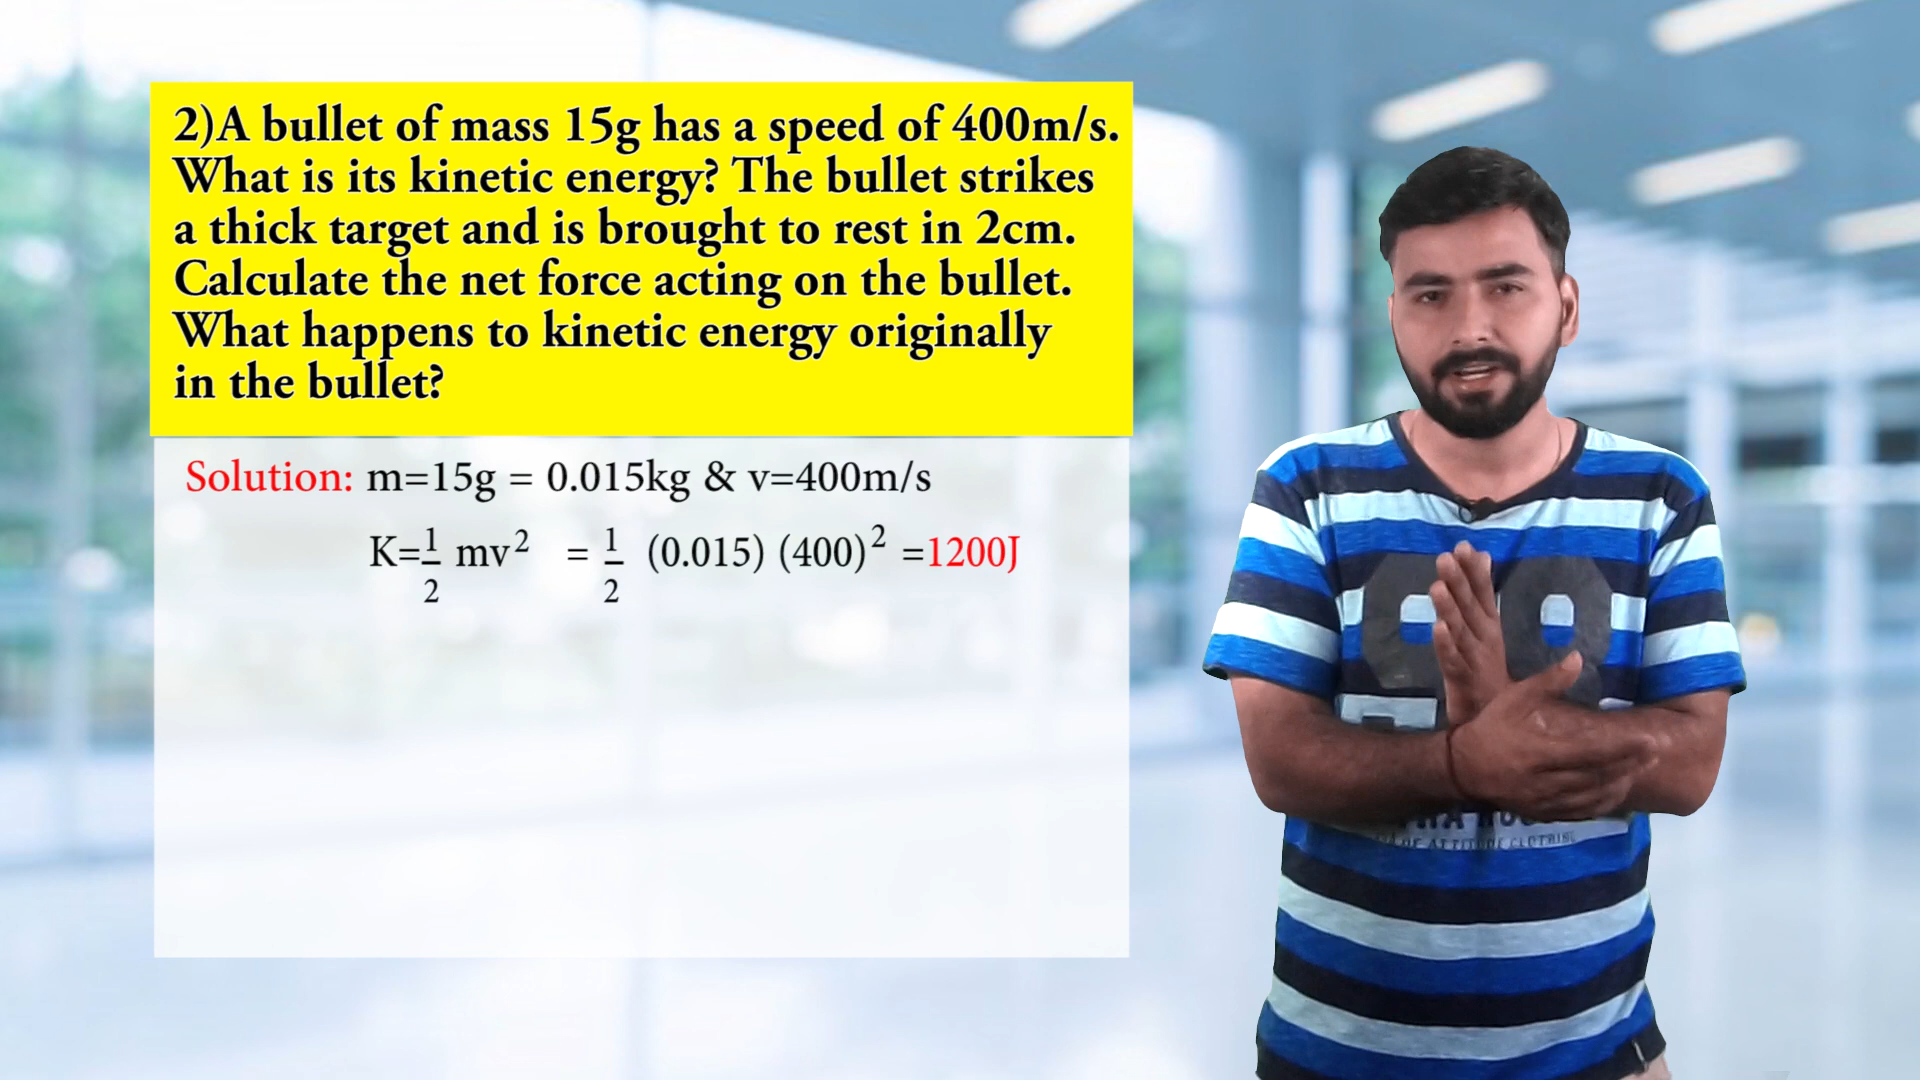 2)A bullet of mass 15g has a speed of 400m/s.
What is its kinetic energy? The bullet strikes
a thick target and is brought to rest in 2cm.
Calculate the net force acting on the bullet.
What happens to kinetic energy originally
in the bullet?
Solution: m=15g = 0.015kg & v=400m/s
K=1/2 mv² = 1/2 (0.015) (400)² =1200J